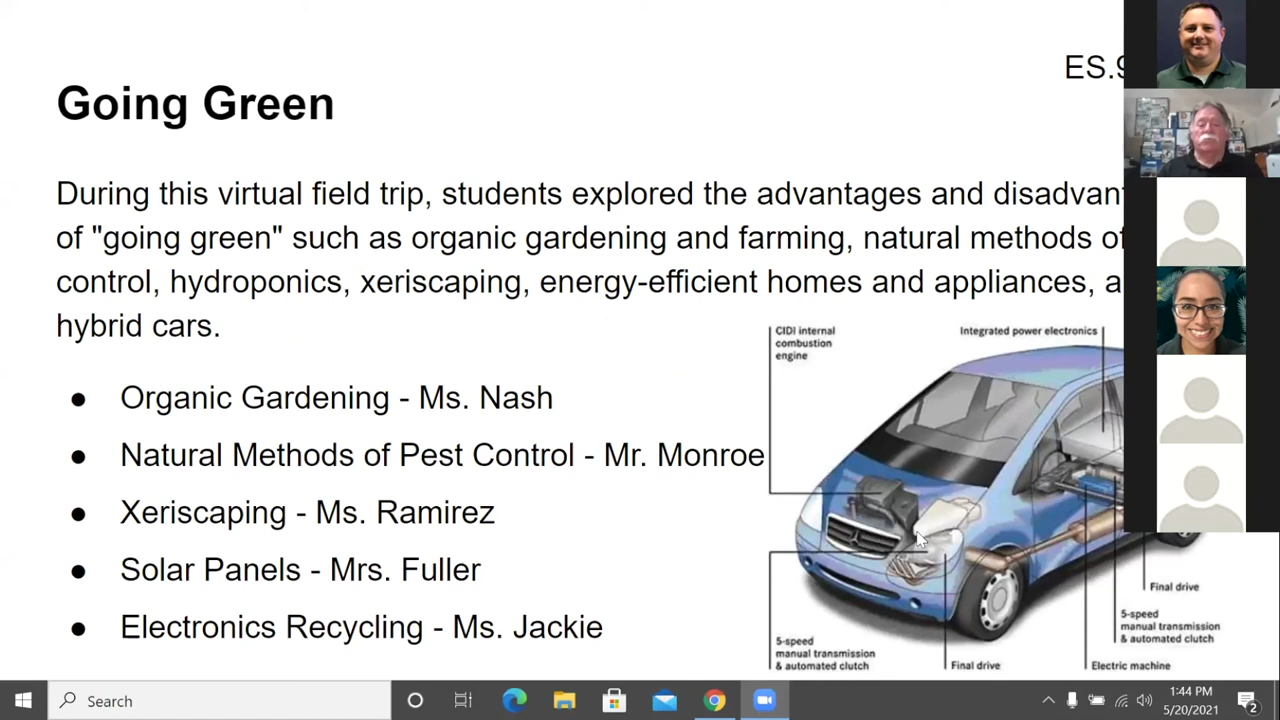 ES.9
Going Green
During this virtual field trip, students explored the advantages and
of "going green" such as organic gardening and farming, natural methods of
control, hydroponics, xeriscaping, energy-efficient homes and appliances,
hybrid cars.
CIDI internal
combustion
engine
Integrated power electronics
● Organic Gardening - Ms. Nash
● Natural Methods of Pest Control - Mr. Monroe
● Xeriscaping - Ms. Ramirez
● Solar Panels - Mrs. Fuller
● Electronics Recycling - Ms. Jackie
5-speed
manual transmission
& automated clutch
Final drive
Electric machine
5-speed
manual transmission
& automated clutch
Final drive
Search
1:44 PM
5/20/2021
2